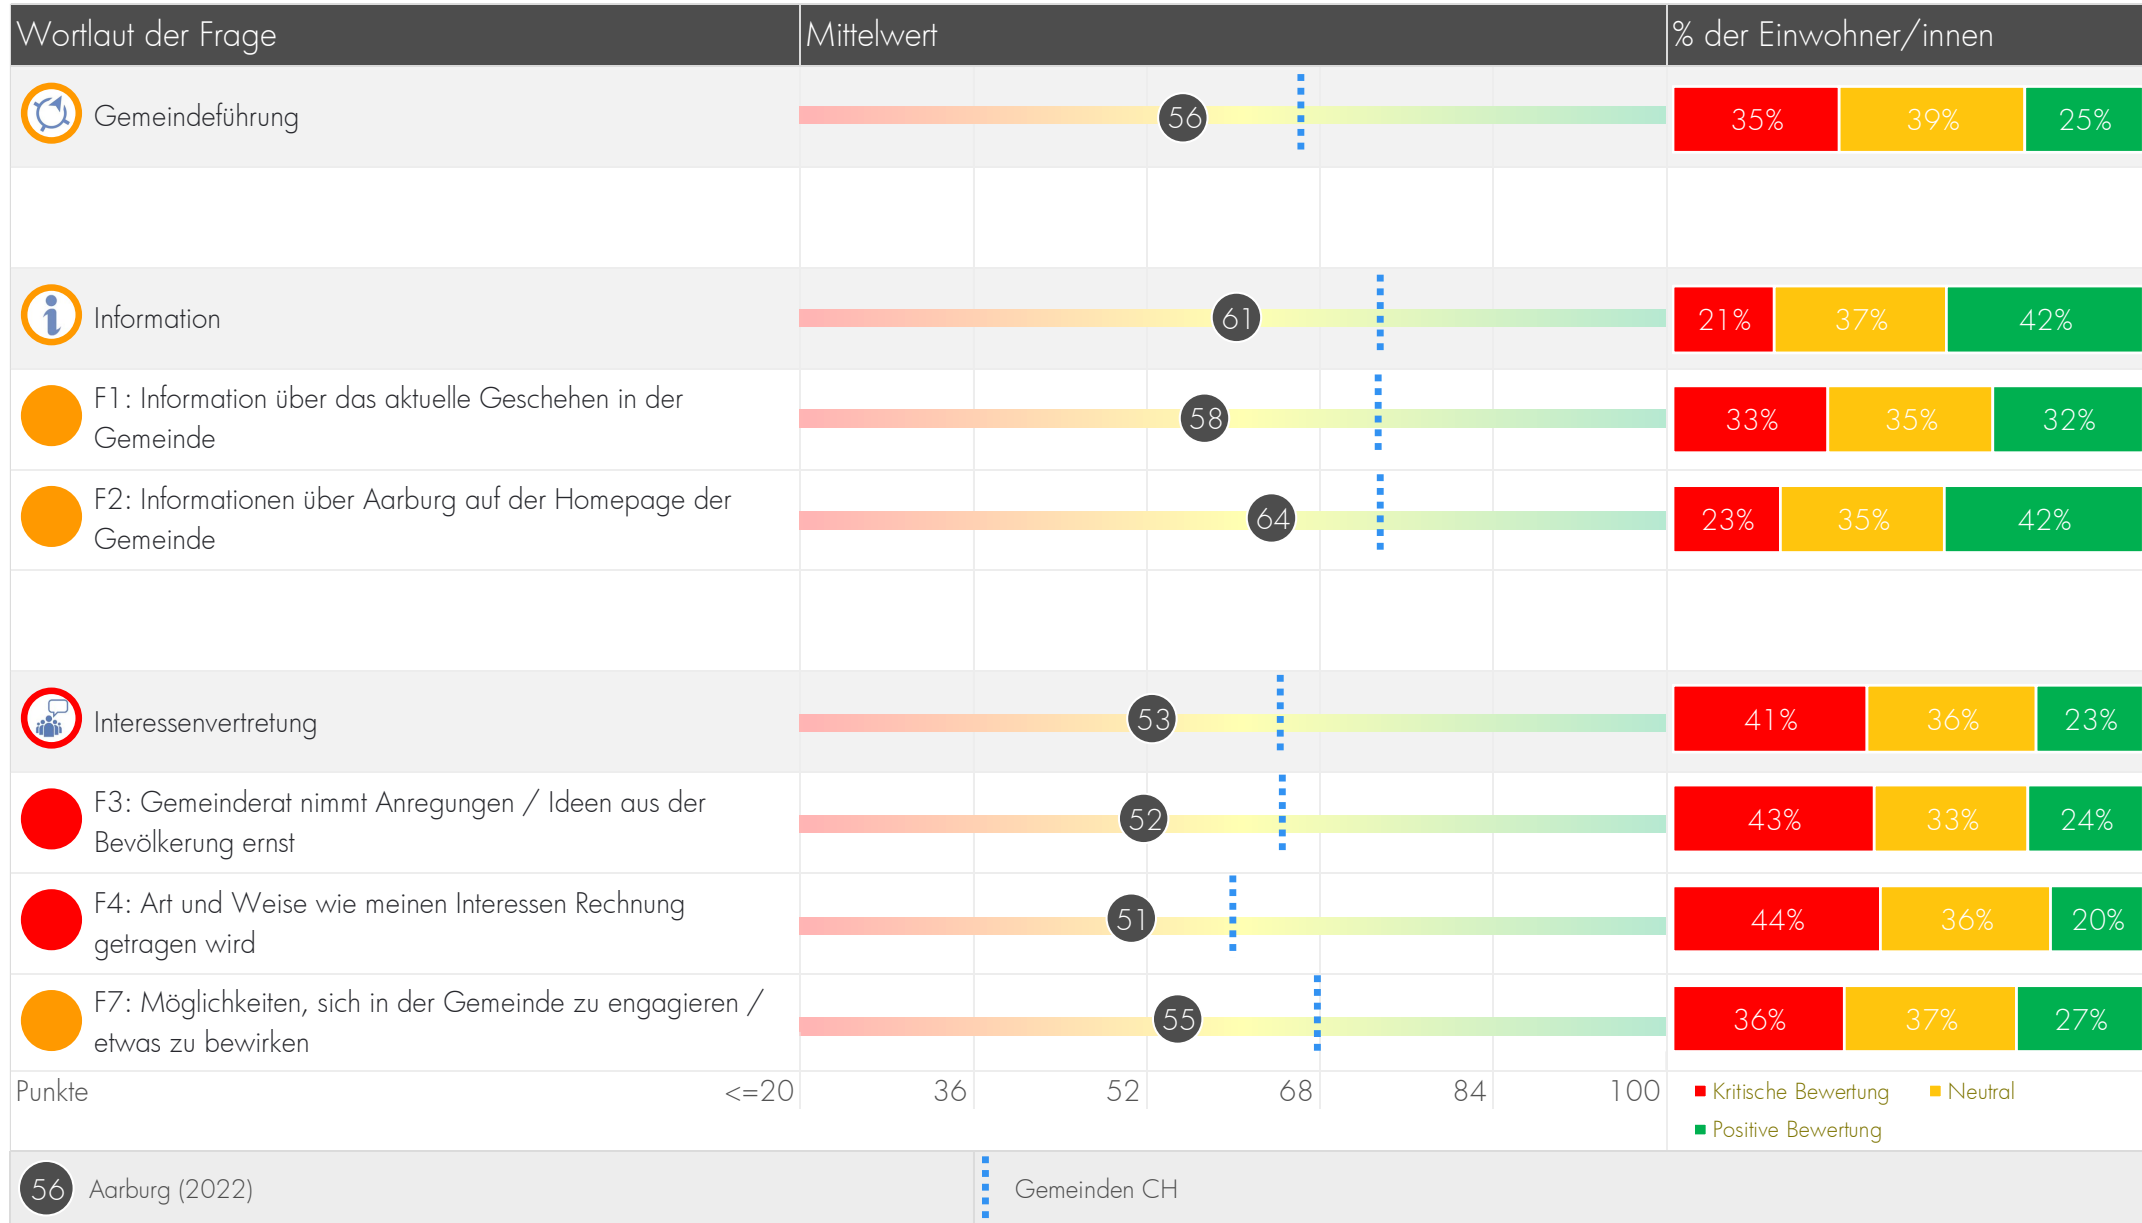 Wortlaut der Frage Mittelwert % der Einwohner/innen
Gemeindeführung 56 35% 39% 25%
Information 61 21% 37% 42%
F1: Information über das aktuelle Geschehen in der
Gemeinde 58 33% 35% 32%
F2: Informationen über Aarburg auf der Homepage der
Gemeinde 64 23% 35% 42%
Interessenvertretung 53 41% 36% 23%
F3: Gemeinderat nimmt Anregungen / Ideen aus der
Bevölkerung ernst 52 43% 33% 24%
F4: Art und Weise wie meinen Interessen Rechnung
getragen wird 51 44% 36% 20%
F7: Möglichkeiten, sich in der Gemeinde zu engagieren /
etwas zu bewirken 55 36% 37% 27%
Punkte <=20 36 52 68 84 100 Kritische Bewertung Neutral
Positive Bewertung
56 Aarburg (2022) Gemeinden CH